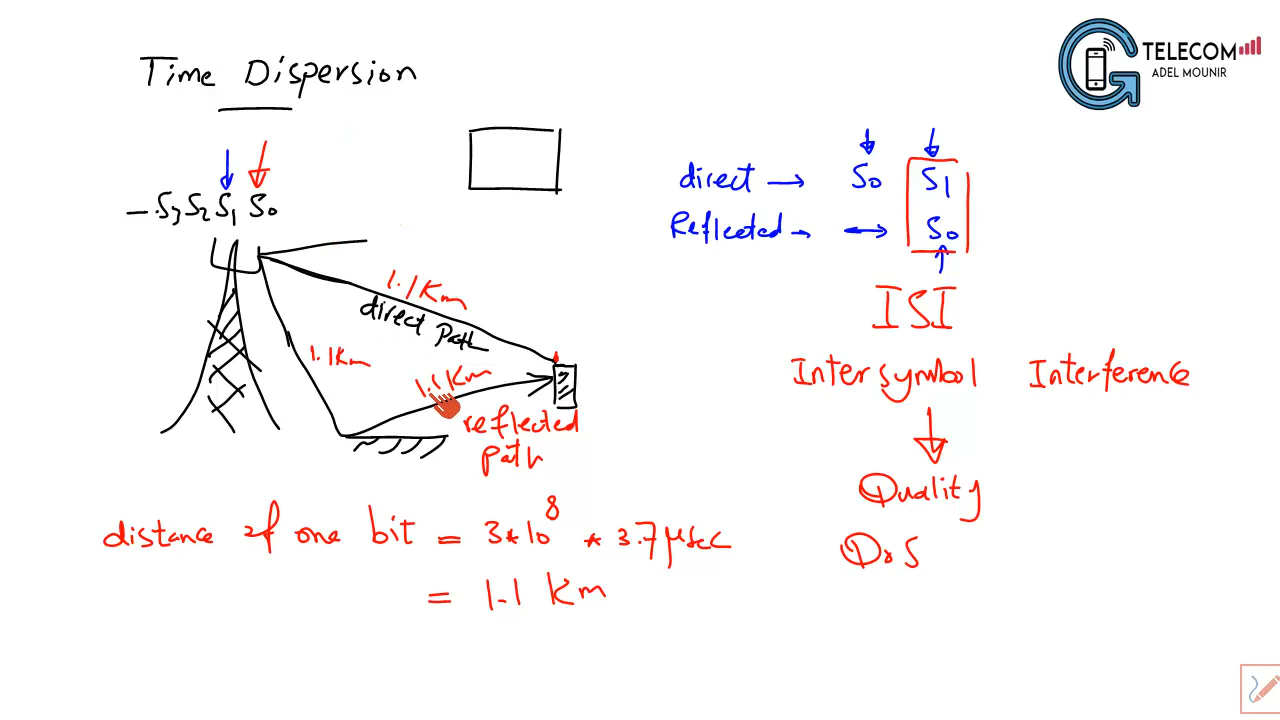 Time Dispersion
TELECOM
ADEL MOUNIR
-- S3 S2 S1 S0
direct → S0 S1
Reflected → ↔ S0
ISI
Intersymbol Interference
Quality
QoS
1.1 Km
direct path
1.1 Km
1.1 Km
reflected
path
distance of one bit = 3*10^8 * 3.7 μsec
= 1.1 Km